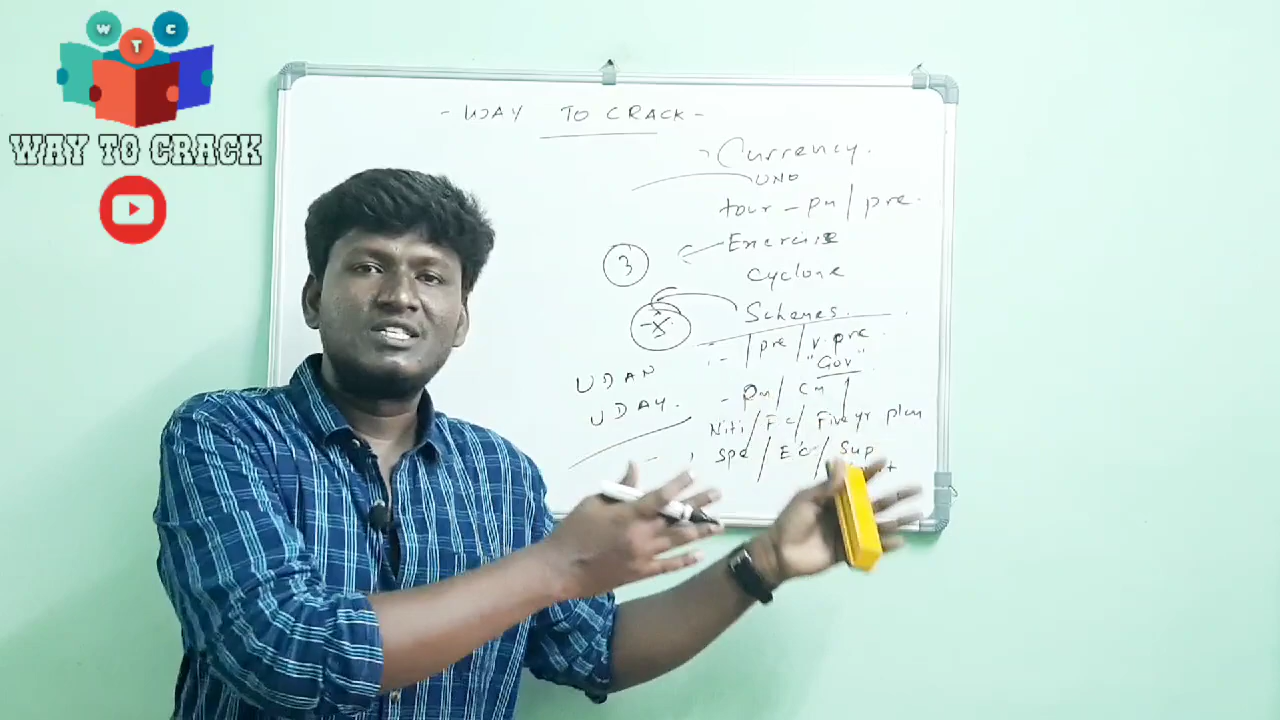 W T C
WAY TO CRACK
- WAY TO CRACK -
Currency.
UNO
tour - pm / pre.
Exercise
3
cyclone
Schemes.
x
- / pre / v. pre.
"Gov"
UDAN
- pm / cm
UDAY.
Niti / Fc / Five yr plan
spe / Ec / Sup